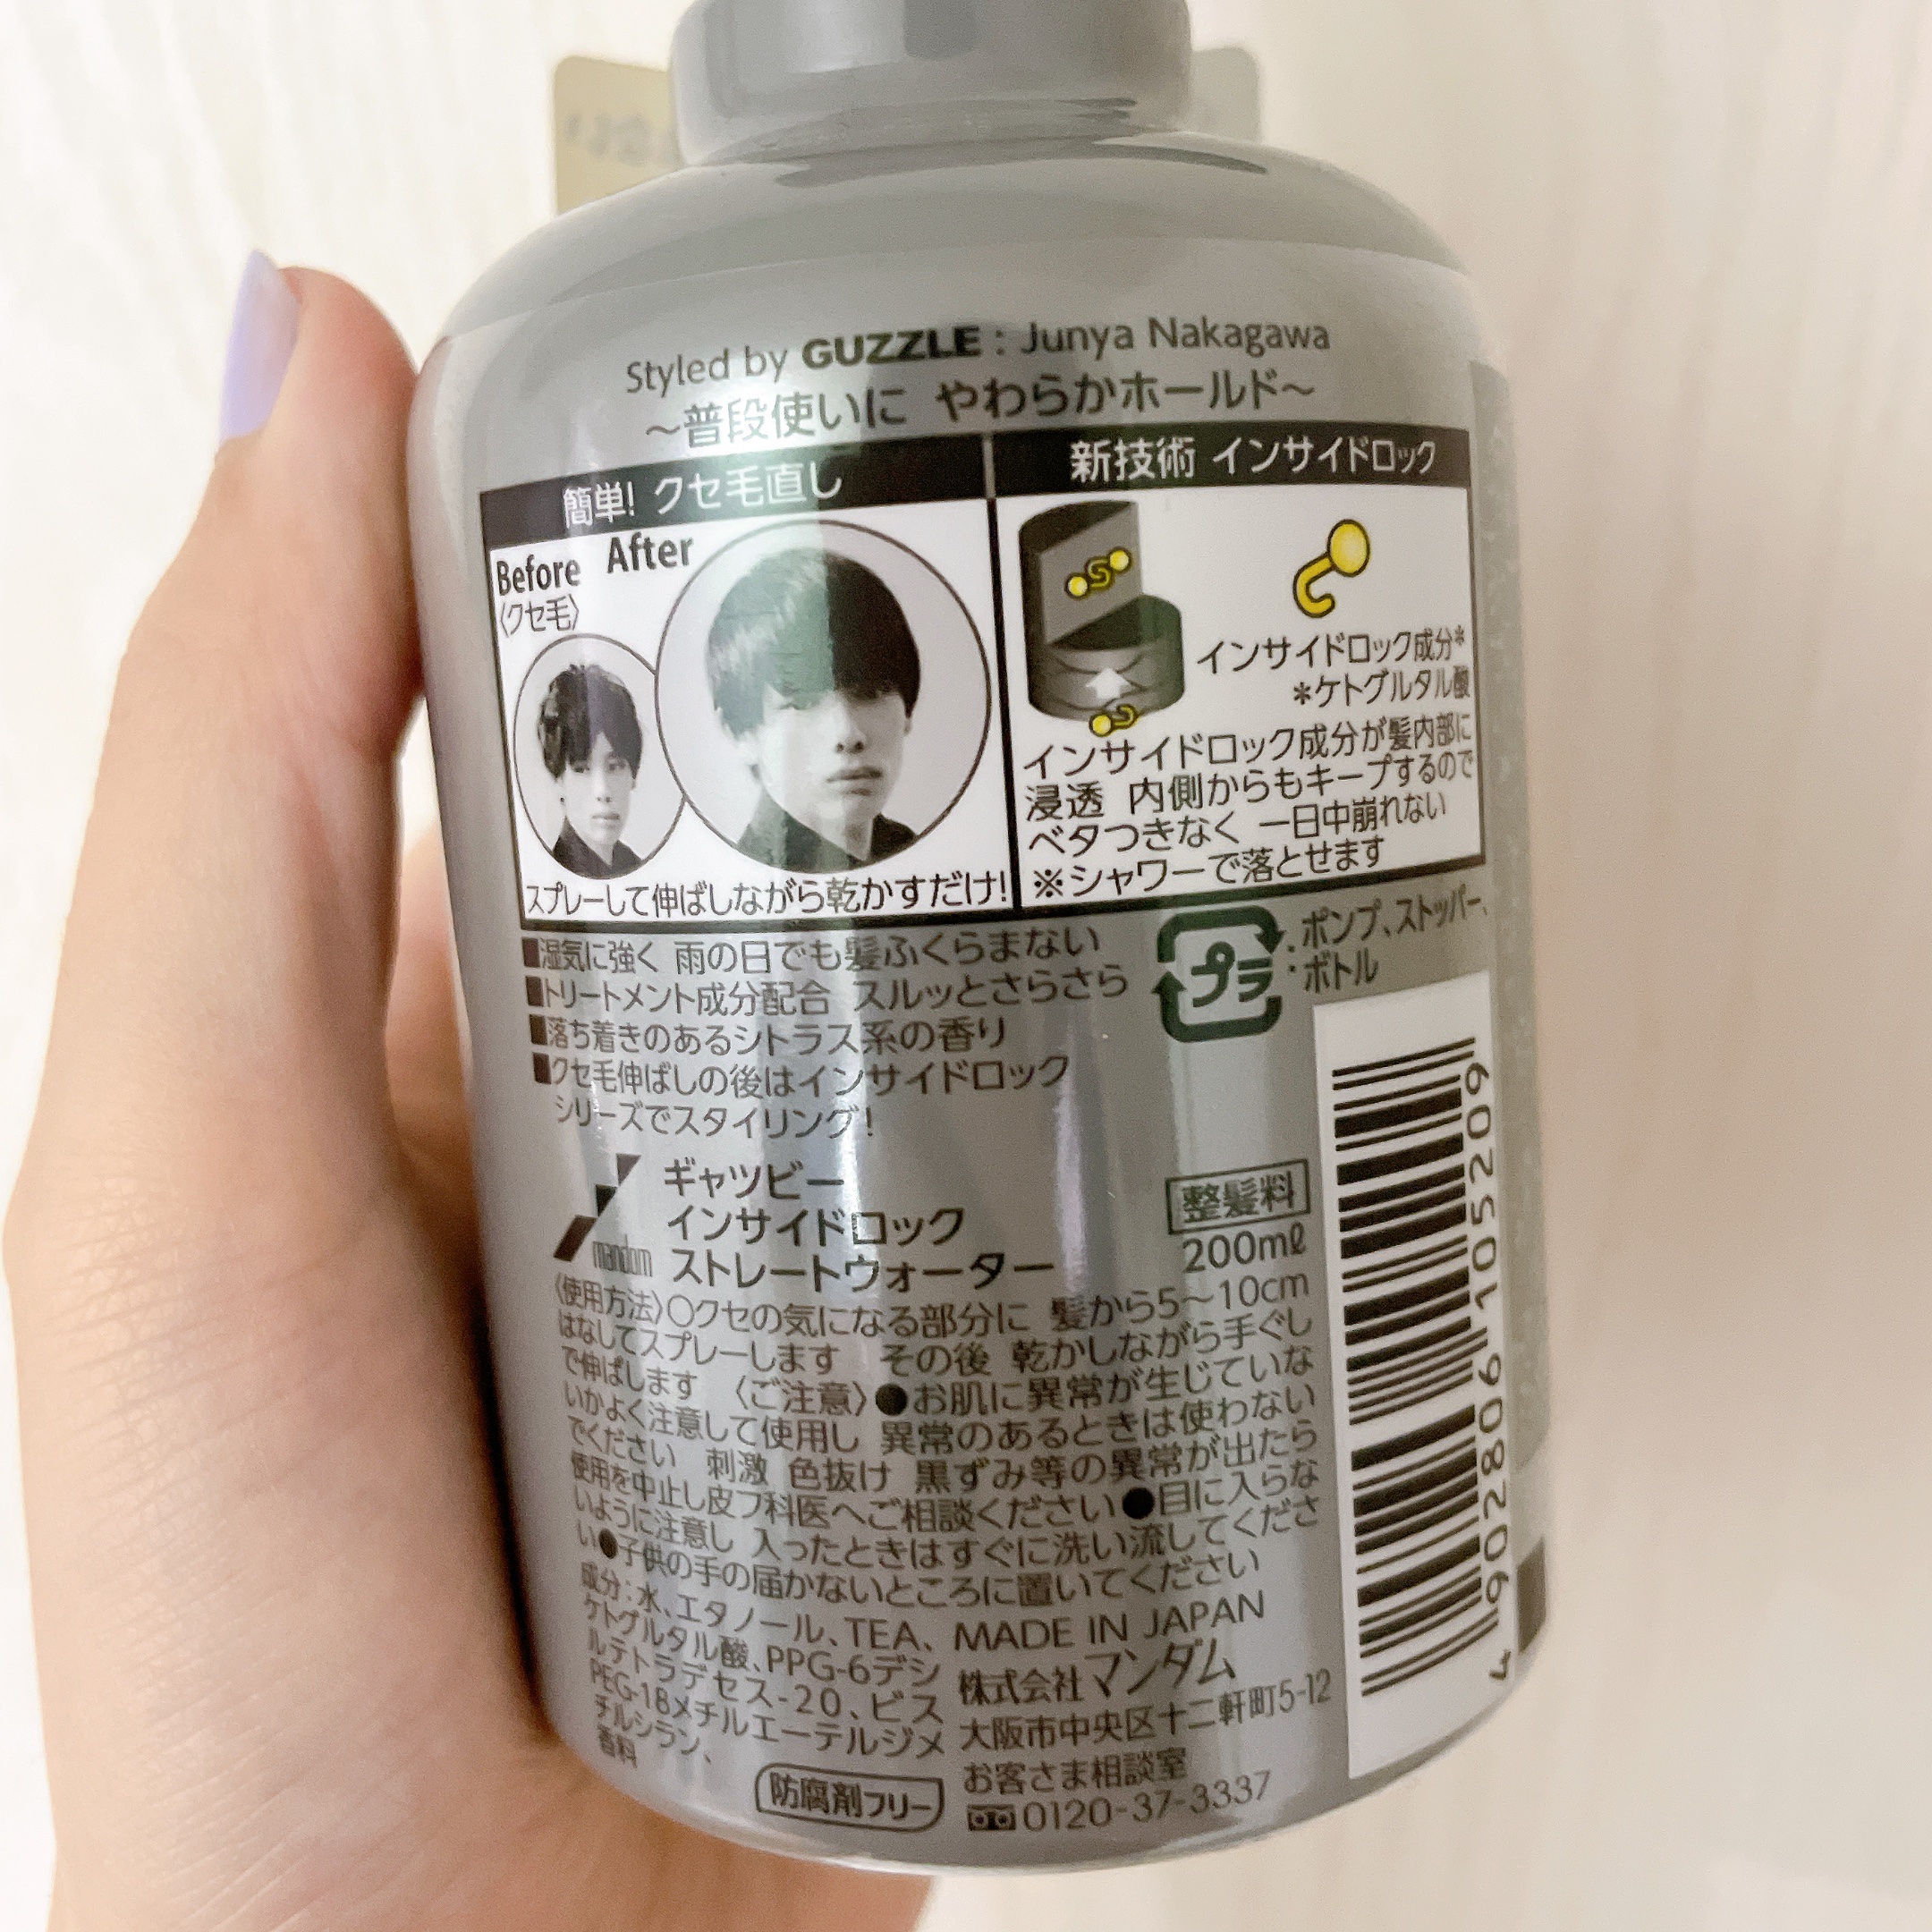 Styled by GUZZLE : Junya Nakagawa
～普段使いに やわらかホールド～
簡単! クセ毛直し
Before After
〈クセ毛〉
スプレーして伸ばしながら乾かすだけ!
新技術 インサイドロック
インサイドロック成分*
*ケトグルタル酸
インサイドロック成分が髪内部に
浸透 内側からもキープするので
ベタつきなく 一日中崩れない
※シャワーで落とせます
■湿気に強く 雨の日でも髪ふくらまない
■トリートメント成分配合 スルッとさらさら
■落ち着きのあるシトラス系の香り
■クセ毛伸ばしの後はインサイドロック
シリーズでスタイリング!
プラ
:ポンプ、ストッパー、
:ボトル
mandom
ギャツビー
インサイドロック
ストレートウォーター
整髪料
200mℓ
〈使用方法〉○クセの気になる部分に 髪から5～10cm
はなしてスプレーします その後 乾かしながら手ぐし
で伸ばします 〈ご注意〉●お肌に異常が生じていな
いかよく注意して使用し 異常のあるときは使わない
でください 刺激 色抜け 黒ずみ等の異常が出たら
使用を中止し皮フ科医へご相談ください●目に入らな
いように注意し 入ったときはすぐに洗い流してくださ
い●子供の手の届かないところに置いてください
成分:水、エタノール、TEA、
ケトグルタル酸、PPG-6デシ
ルテトラデセス-20、ビス
PEG-18メチルエーテルジメ
チルシラン、
香料
防腐剤フリー
MADE IN JAPAN
株式会社マンダム
大阪市中央区十二軒町5-12
お客さま相談室
0120-37-3337
4 902806 105209